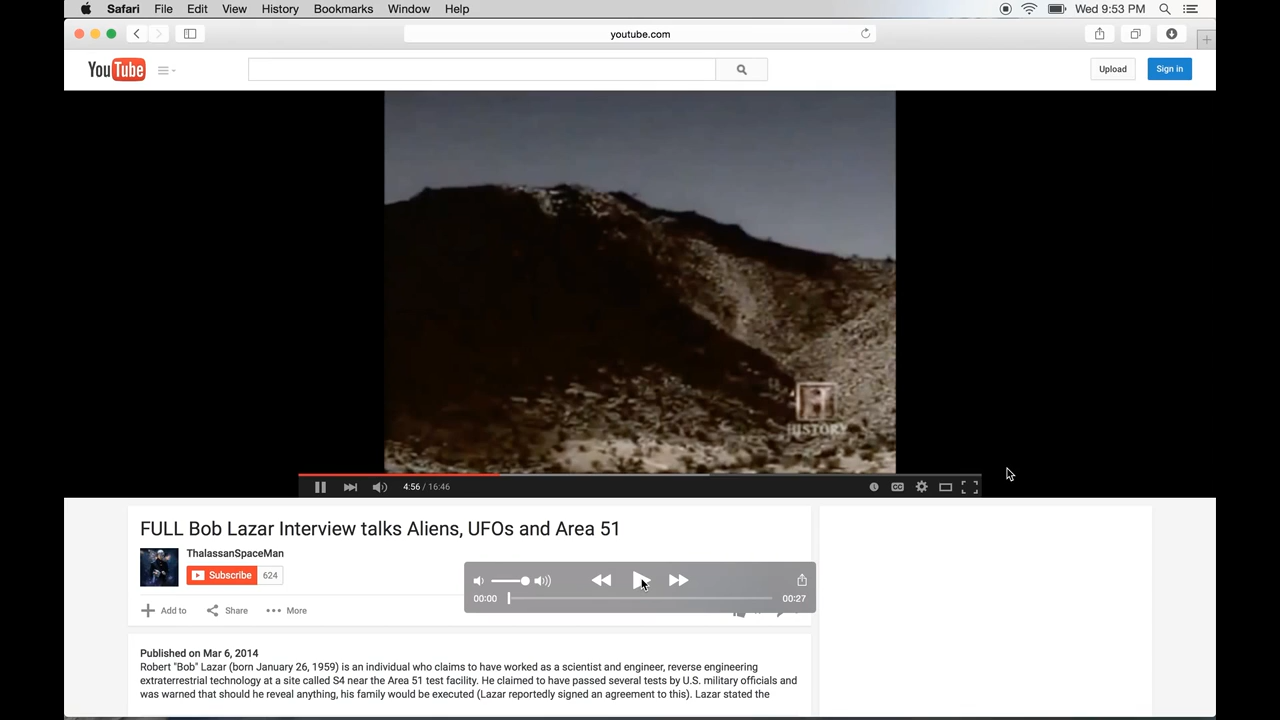 Safari File Edit View History Bookmarks Window Help Wed 9:53 PM
youtube.com
YouTube Upload Sign in
HISTORY
4:56 / 16:46 CC
FULL Bob Lazar Interview talks Aliens, UFOs and Area 51
ThalassanSpaceMan
Subscribe 624
00:00 00:27
Add to Share More
Published on Mar 6, 2014
Robert "Bob" Lazar (born January 26, 1959) is an individual who claims to have worked as a scientist and engineer, reverse engineering
extraterrestrial technology at a site called S4 near the Area 51 test facility. He claimed to have passed several tests by U.S. military officials and
was warned that should he reveal anything, his family would be executed (Lazar reportedly signed an agreement to this). Lazar stated the